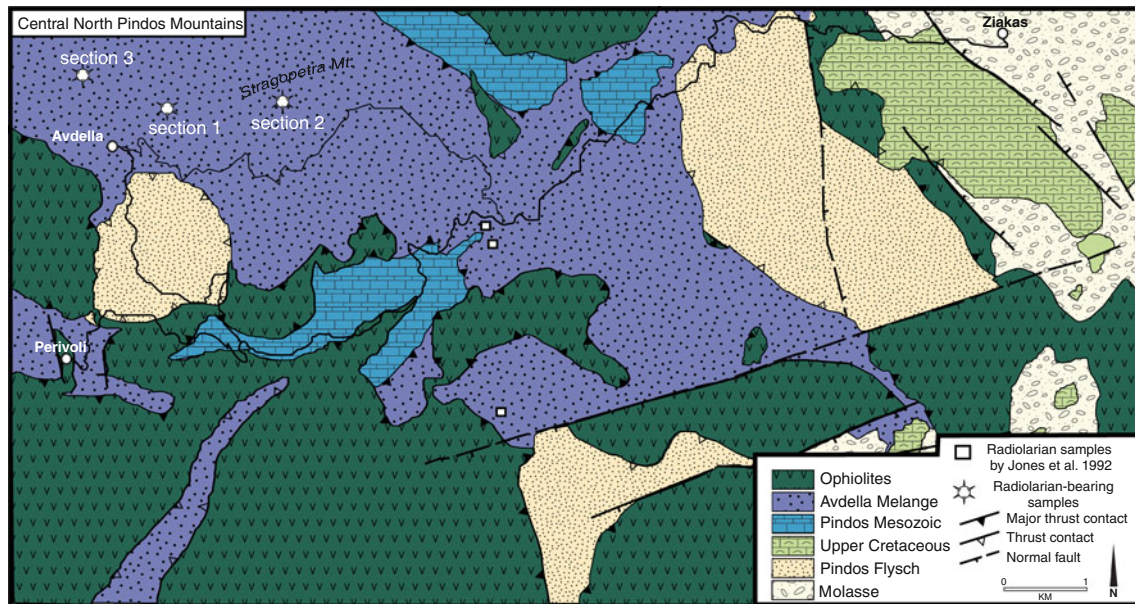 Central North Pindos Mountains
Ziakas
section 3
Stragopetra Mt.
section 1
section 2
Avdella
Perivoli
Ophiolites
Avdella Melange
Pindos Mesozoic
Upper Cretaceous
Pindos Flysch
Molasse
Radiolarian samples
by Jones et al. 1992
Radiolarian-bearing
samples
Major thrust contact
Thrust contact
Normal fault
0 1
KM
N